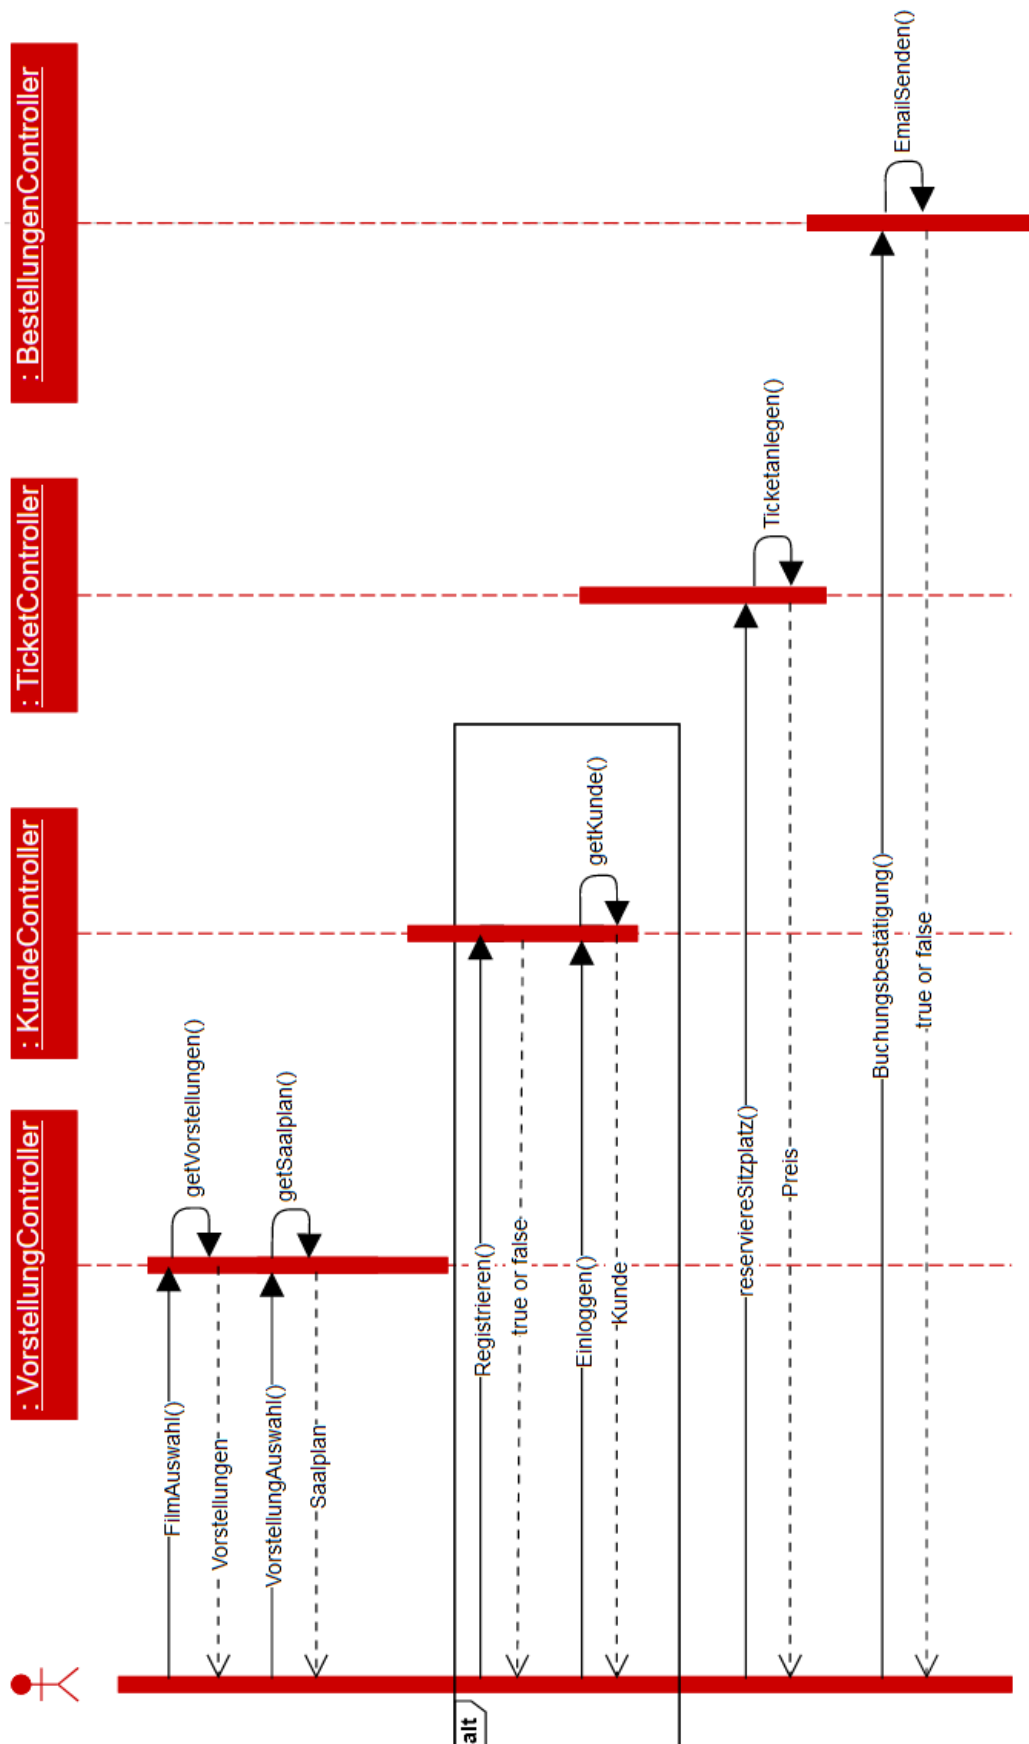 : VorstellungController
: KundeController
: TicketController
: BestellungenController
FilmAuswahl()
getVorstellungen()
Vorstellungen
VorstellungAuswahl()
getSaalplan()
Saalplan
alt
Registrieren()
true or false
Einloggen()
getKunde()
Kunde
reserviereSitzplatz()
Ticketanlegen()
Preis
Buchungsbestätigung()
EmailSenden()
true or false